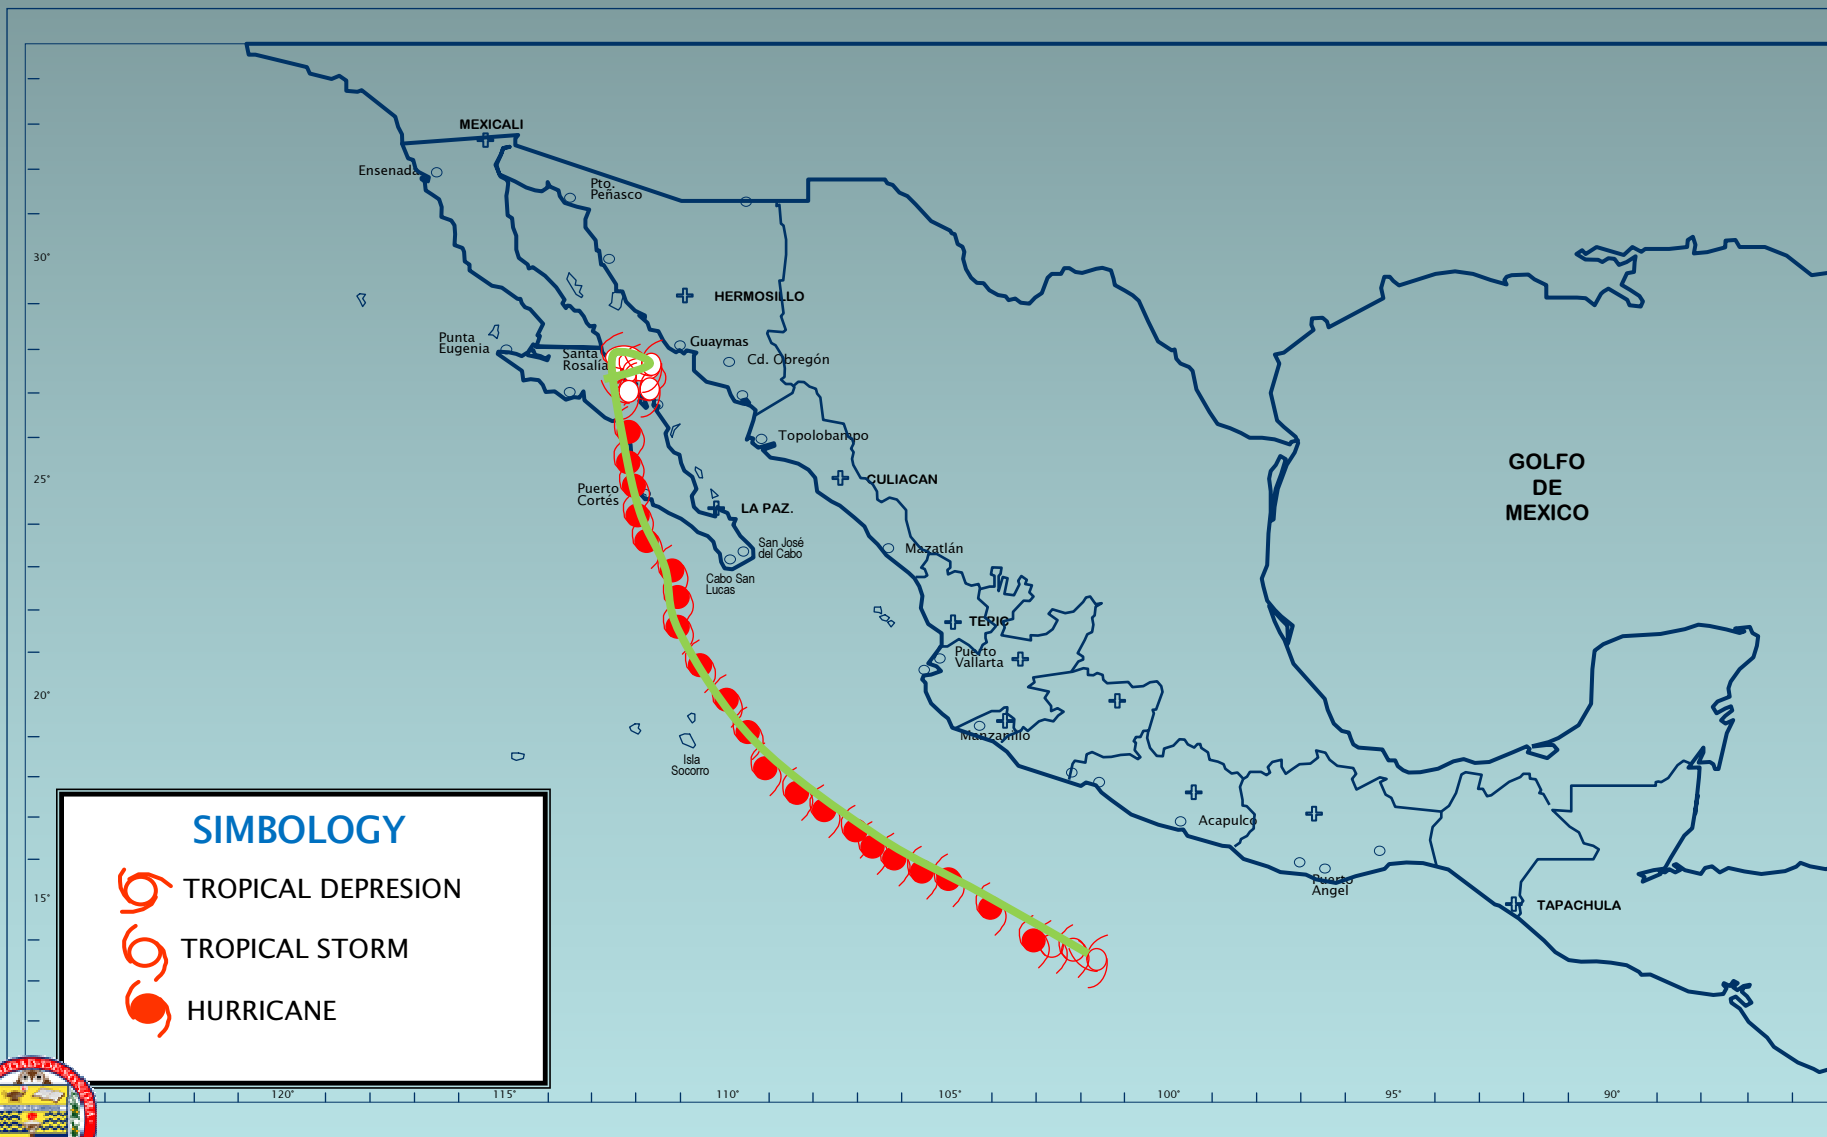 MEXICALI
Ensenada
Pto.
Peñasco
30°
HERMOSILLO
Punta
Eugenia
Guaymas
Santa
Rosalía
Cd. Obregón
Topolobampo
GOLFO
DE
MEXICO
25°
CULIACAN
Puerto
Cortés
LA PAZ.
San José
del Cabo
Mazatlán
Cabo San
Lucas
TEPIC
Puerto
Vallarta
20°
Manzanillo
Isla
Socorro
Acapulco
SIMBOLOGY
TROPICAL DEPRESION
TROPICAL STORM
HURRICANE
Puerto
Angel
15°
TAPACHULA
120°
115°
110°
105°
100°
95°
90°